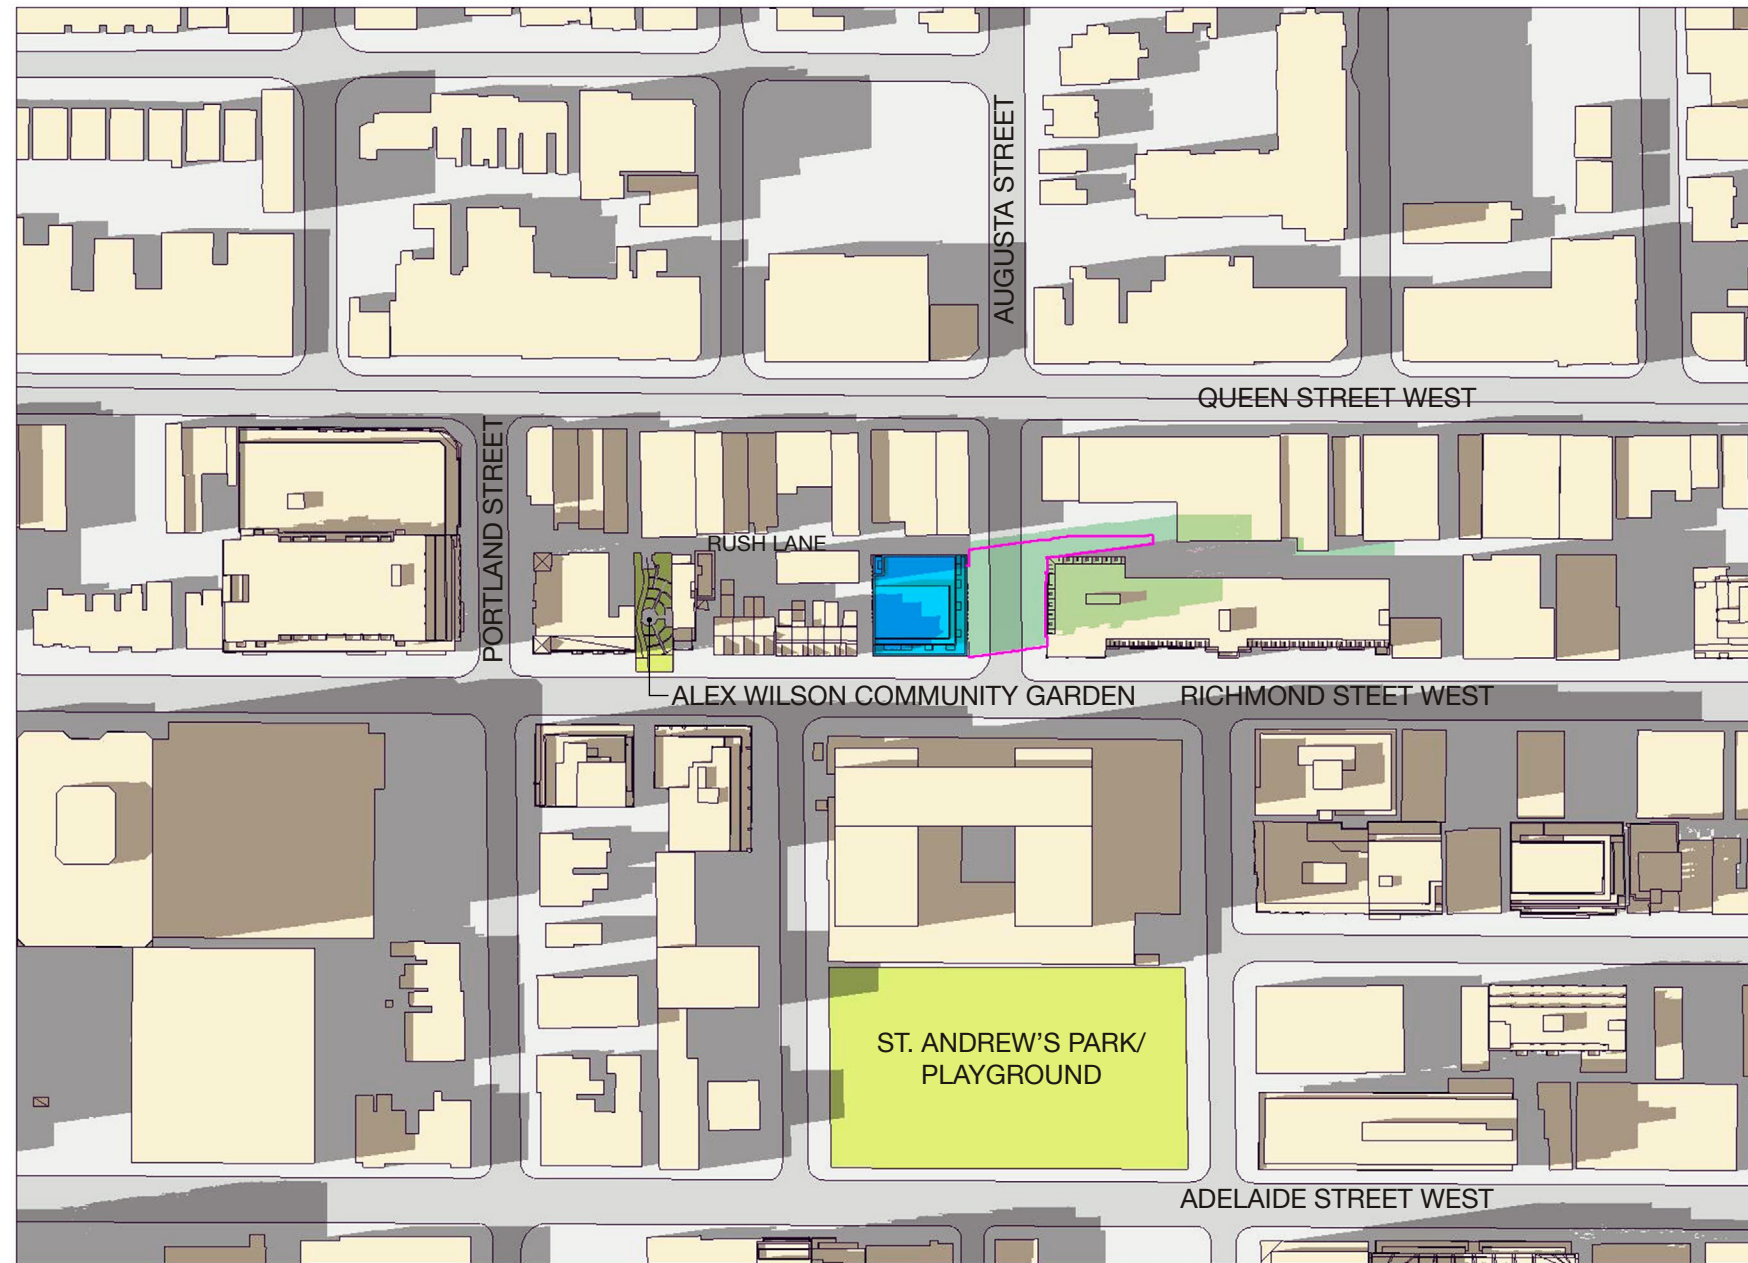 AUGUSTA STREET
QUEEN STREET WEST
PORTLAND STREET
RUSH LANE
ALEX WILSON COMMUNITY GARDEN
RICHMOND STEET WEST
ST. ANDREW'S PARK/
PLAYGROUND
ADELAIDE STREET WEST